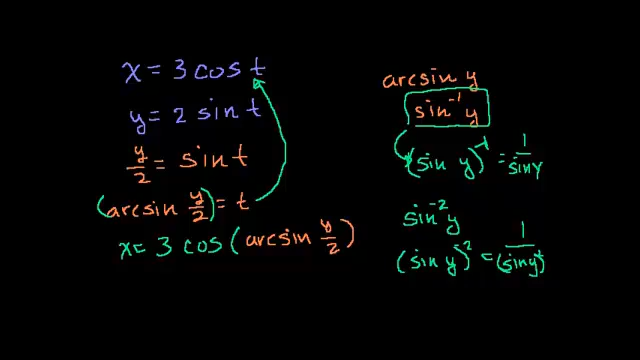 x = 3 cos t
y = 2 sin t
y/2 = sin t
(arcsin y/2) = t
x = 3 cos (arcsin y/2)
arcsin y
sin⁻¹ y
(sin y)⁻¹ = 1/sin y
sin⁻² y
(sin y)⁻² = 1/(sin y)²